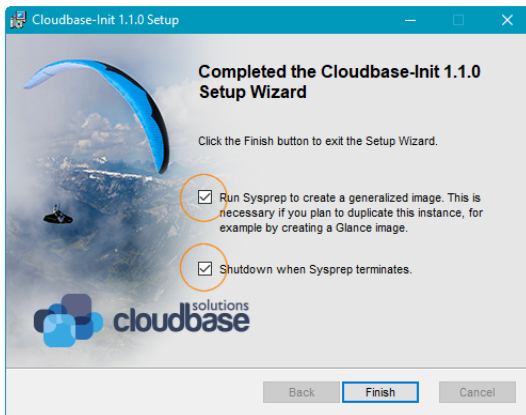 Cloudbase-Init 1.1.0 Setup
Completed the Cloudbase-Init 1.1.0
Setup Wizard
Click the Finish button to exit the Setup Wizard.
Run Sysprep to create a generalized image. This is
necessary if you plan to duplicate this instance, for
example by creating a Glance image.
Shutdown when Sysprep terminates.
solutions
cloudbase
Back
Finish
Cancel